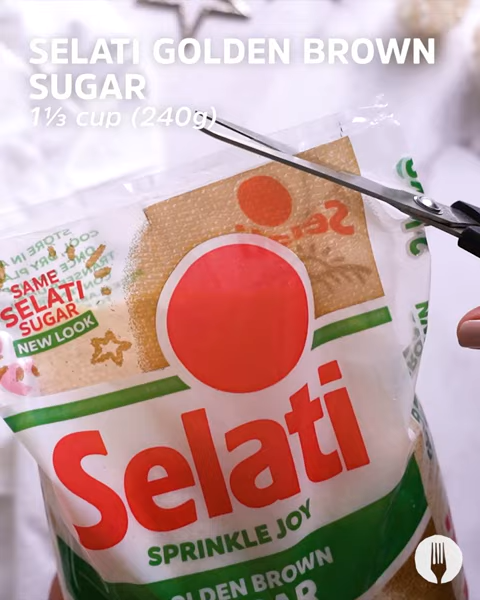 SELATI GOLDEN BROWN
SUGAR
1⅓ cup (240g)
SAME
SELATI
SUGAR
NEW LOOK
Selati
Selati
SPRINKLE JOY
GOLDEN BROWN
SUGAR